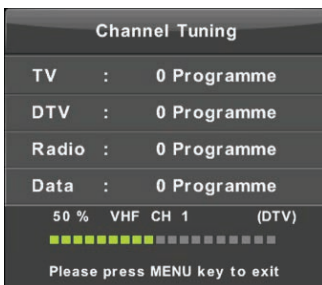 Channel Tuning
TV : 0 Programme
DTV : 0 Programme
Radio : 0 Programme
Data : 0 Programme
50 % VHF CH 1 (DTV)
Please press MENU key to exit